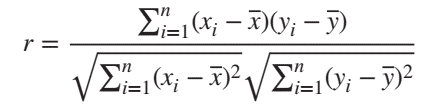 r = \frac{\sum_{i=1}^{n}(x_i - \overline{x})(y_i - \overline{y})}{\sqrt{\sum_{i=1}^{n}(x_i - \overline{x})^2}\sqrt{\sum_{i=1}^{n}(y_i - \overline{y})^2}}